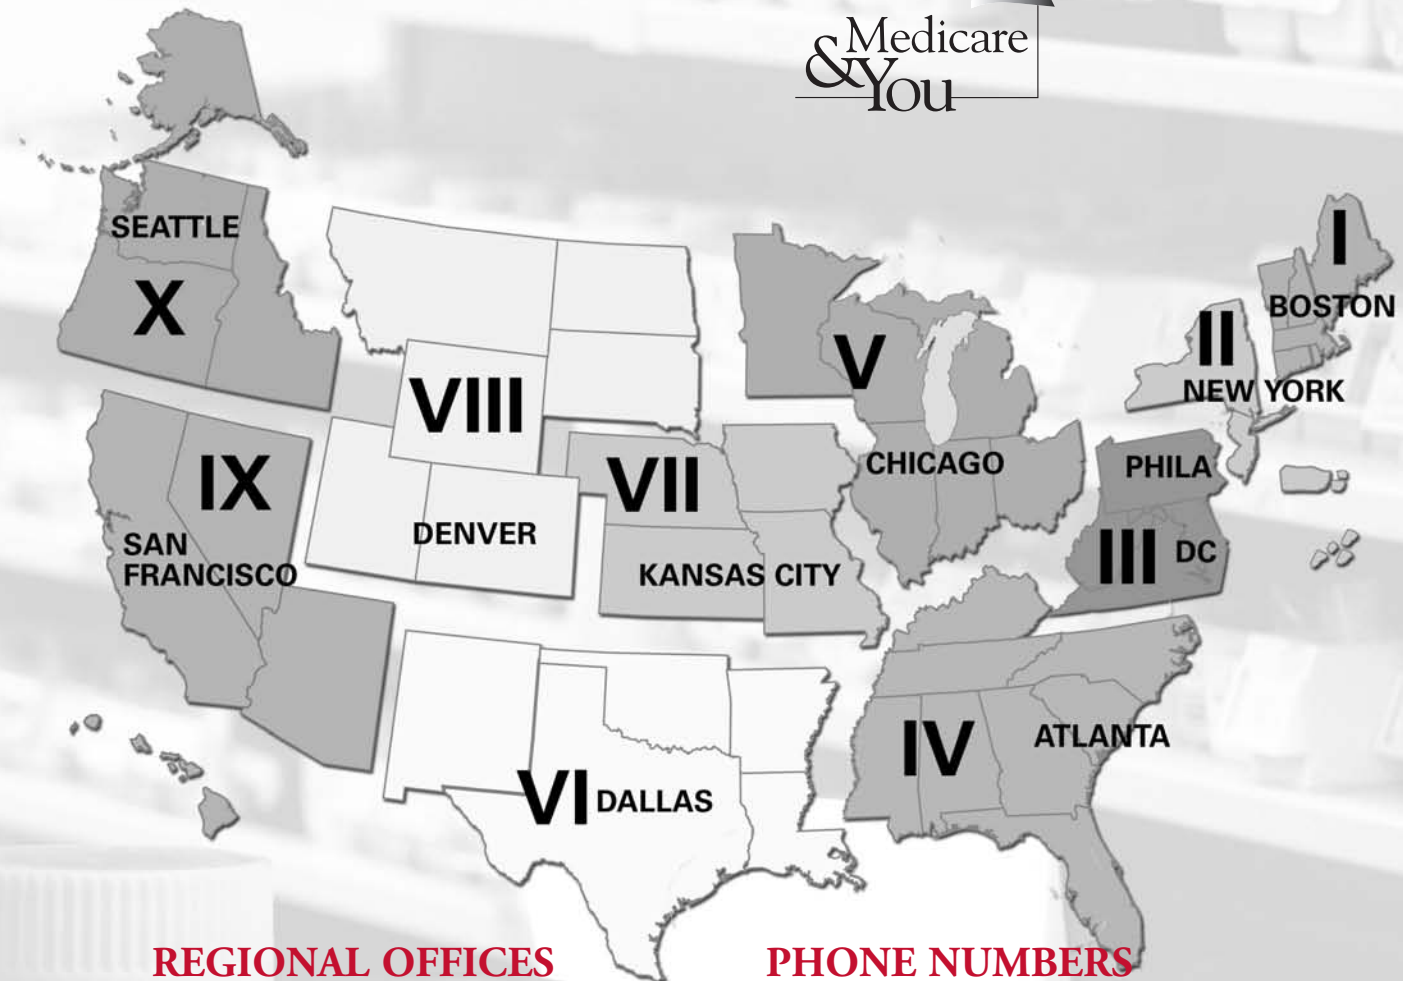 Medicare
& You
SEATTLE
X
I
BOSTON
II
NEW YORK
V
CHICAGO
VIII
DENVER
IX
SAN
FRANCISCO
VII
KANSAS CITY
PHILA
III DC
IV
ATLANTA
VI DALLAS
REGIONAL OFFICES
PHONE NUMBERS